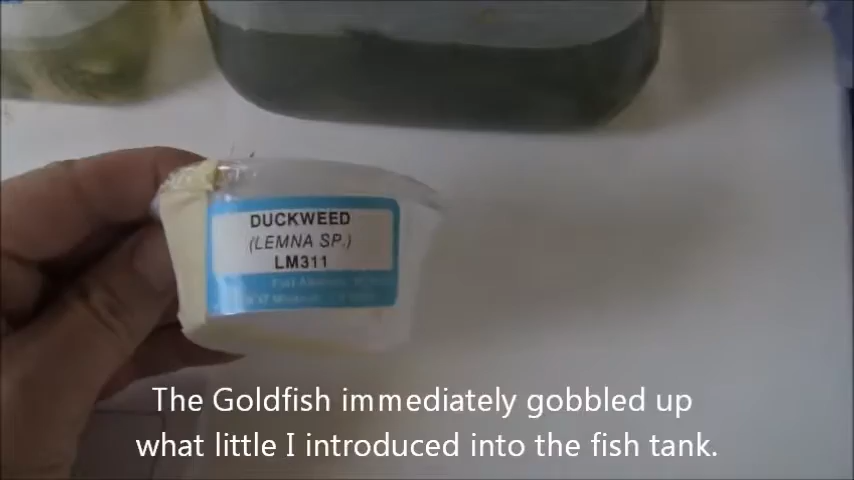 DUCKWEED
(LEMNA SP.)
LM311
The Goldfish immediately gobbled up
what little I introduced into the fish tank.